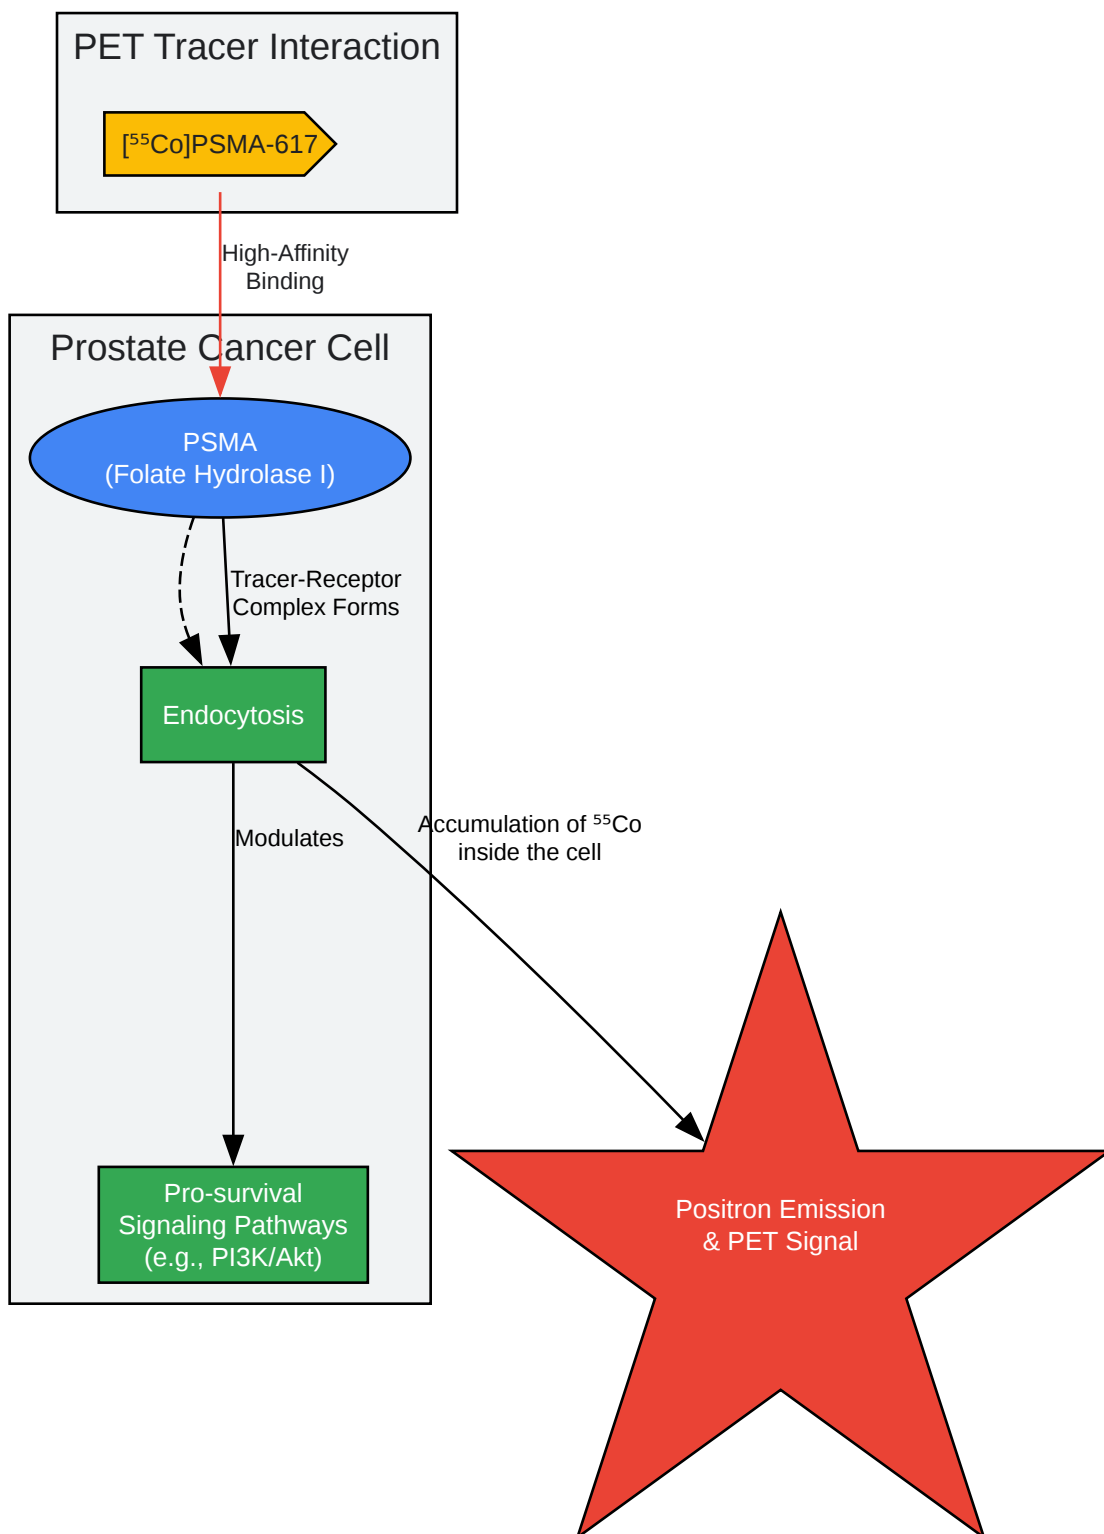 PET Tracer Interaction
[⁵⁵Co]PSMA-617
High-Affinity
Binding
Prostate Cancer Cell
PSMA
(Folate Hydrolase I)
Tracer-Receptor
Complex Forms
Endocytosis
Modulates
Accumulation of ⁵⁵Co
inside the cell
Pro-survival
Signaling Pathways
(e.g., PI3K/Akt)
Positron Emission
& PET Signal